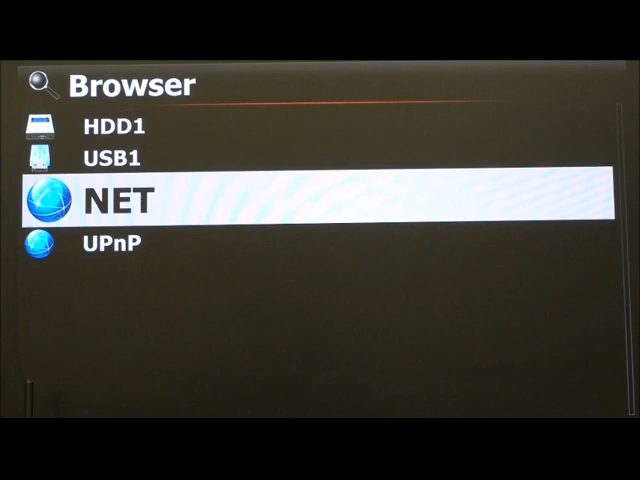 Browser
HDD1
USB1
NET
UPnP